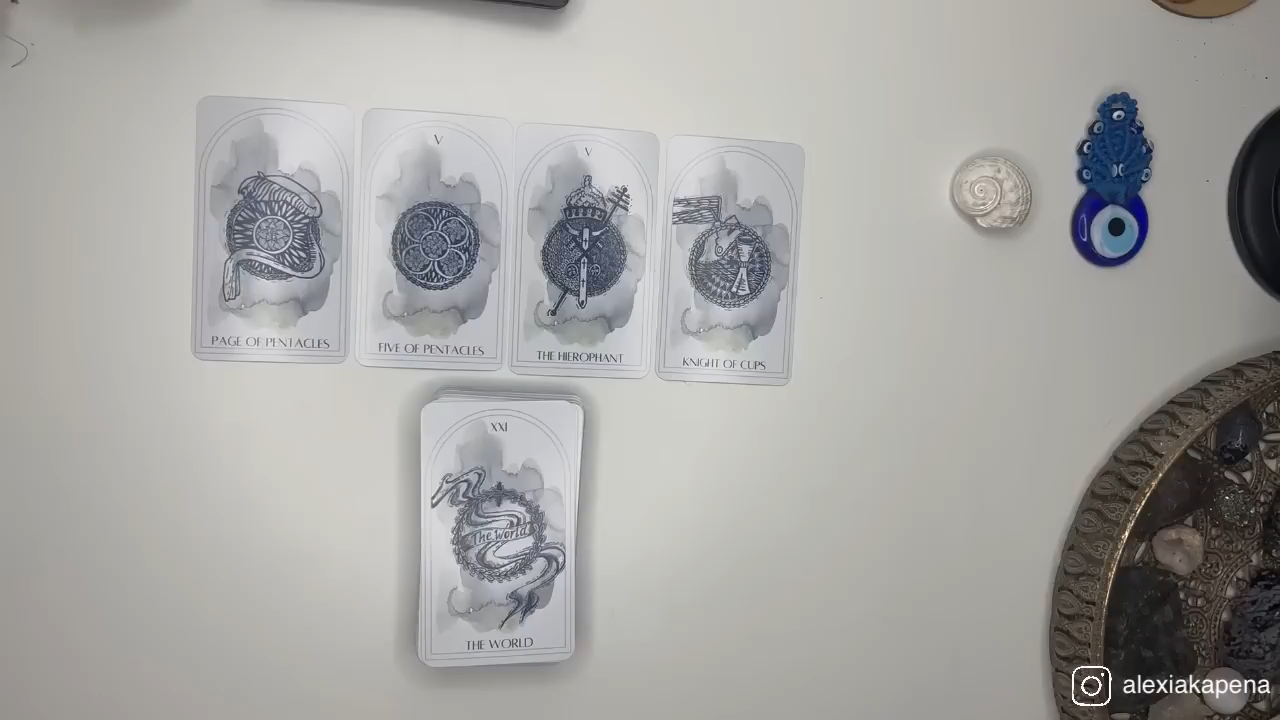 PAGE OF PENTACLES
V
FIVE OF PENTACLES
V
THE HIEROPHANT
KNIGHT OF CUPS
XXI
The World
THE WORLD
alexiakapena